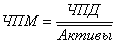 ЧПМ = ЧПД / Активы